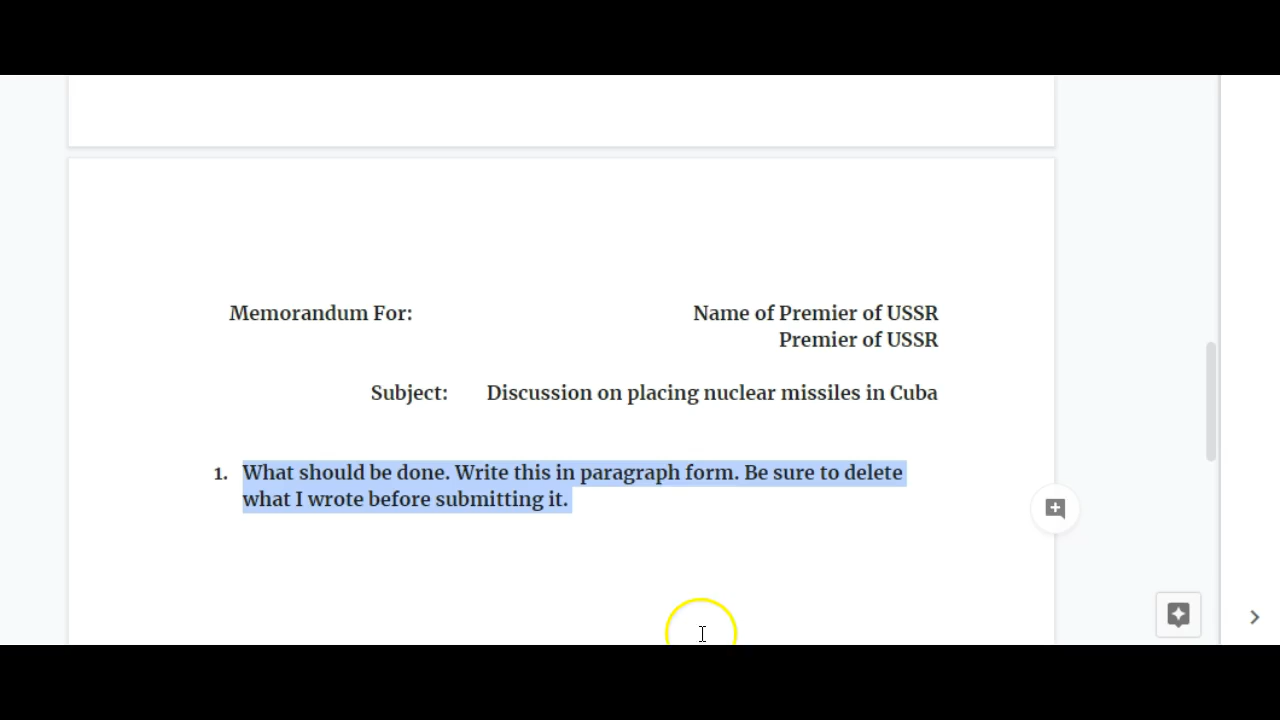 Memorandum For: Name of Premier of USSR
Premier of USSR
Subject: Discussion on placing nuclear missiles in Cuba
1. What should be done. Write this in paragraph form. Be sure to delete
what I wrote before submitting it.